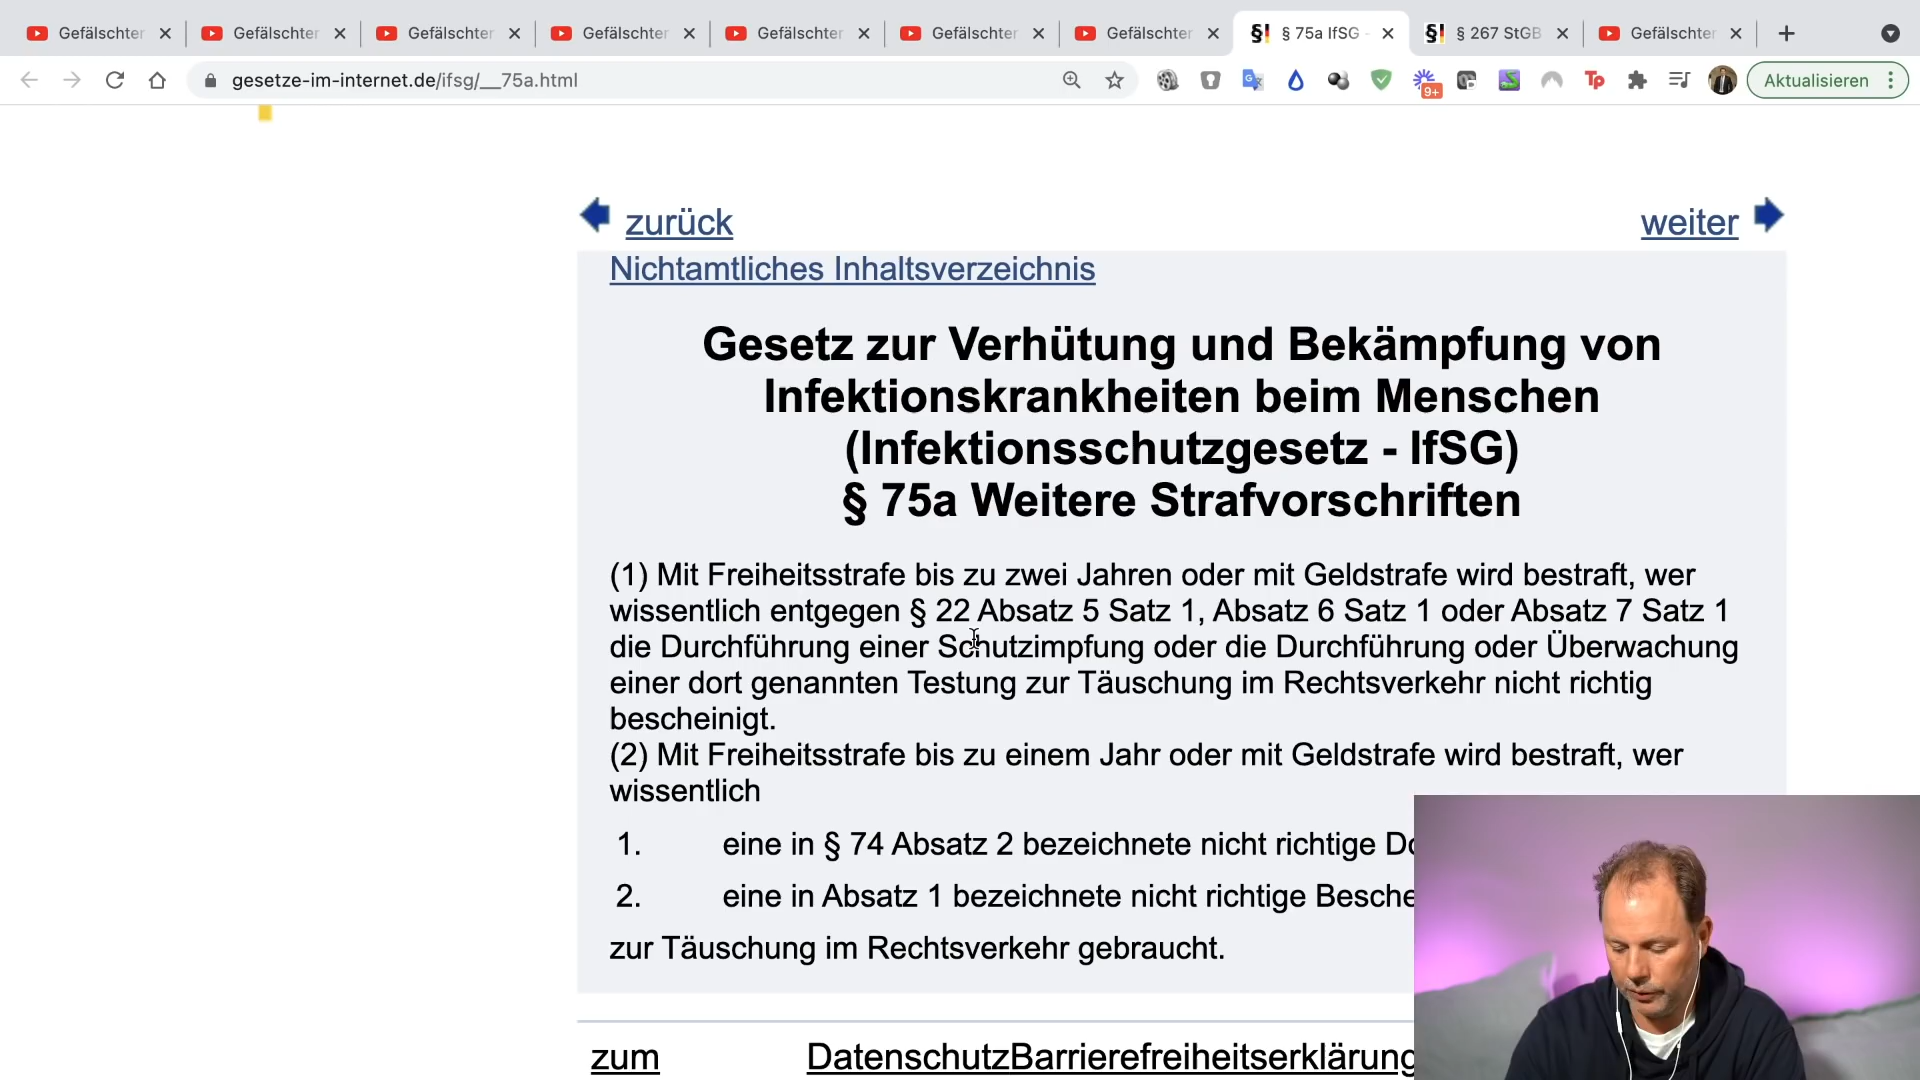 Gefälschter
Gefälschter
Gefälschter
Gefälschter
Gefälschter
Gefälschter
Gefälschter
§ 75a IfSG -
§ 267 StGB
Gefälschter
gesetze-im-internet.de/ifsg/__75a.html
9+
Tp
Aktualisieren
zurück
weiter
Nichtamtliches Inhaltsverzeichnis
Gesetz zur Verhütung und Bekämpfung von
Infektionskrankheiten beim Menschen
(Infektionsschutzgesetz - IfSG)
§ 75a Weitere Strafvorschriften
(1) Mit Freiheitsstrafe bis zu zwei Jahren oder mit Geldstrafe wird bestraft, wer
wissentlich entgegen § 22 Absatz 5 Satz 1, Absatz 6 Satz 1 oder Absatz 7 Satz 1
die Durchführung einer Schutzimpfung oder die Durchführung oder Überwachung
einer dort genannten Testung zur Täuschung im Rechtsverkehr nicht richtig
bescheinigt.
(2) Mit Freiheitsstrafe bis zu einem Jahr oder mit Geldstrafe wird bestraft, wer
wissentlich
1. eine in § 74 Absatz 2 bezeichnete nicht richtige Do
2. eine in Absatz 1 bezeichnete nicht richtige Besche
zur Täuschung im Rechtsverkehr gebraucht.
zum
DatenschutzBarrierefreiheitserklärung